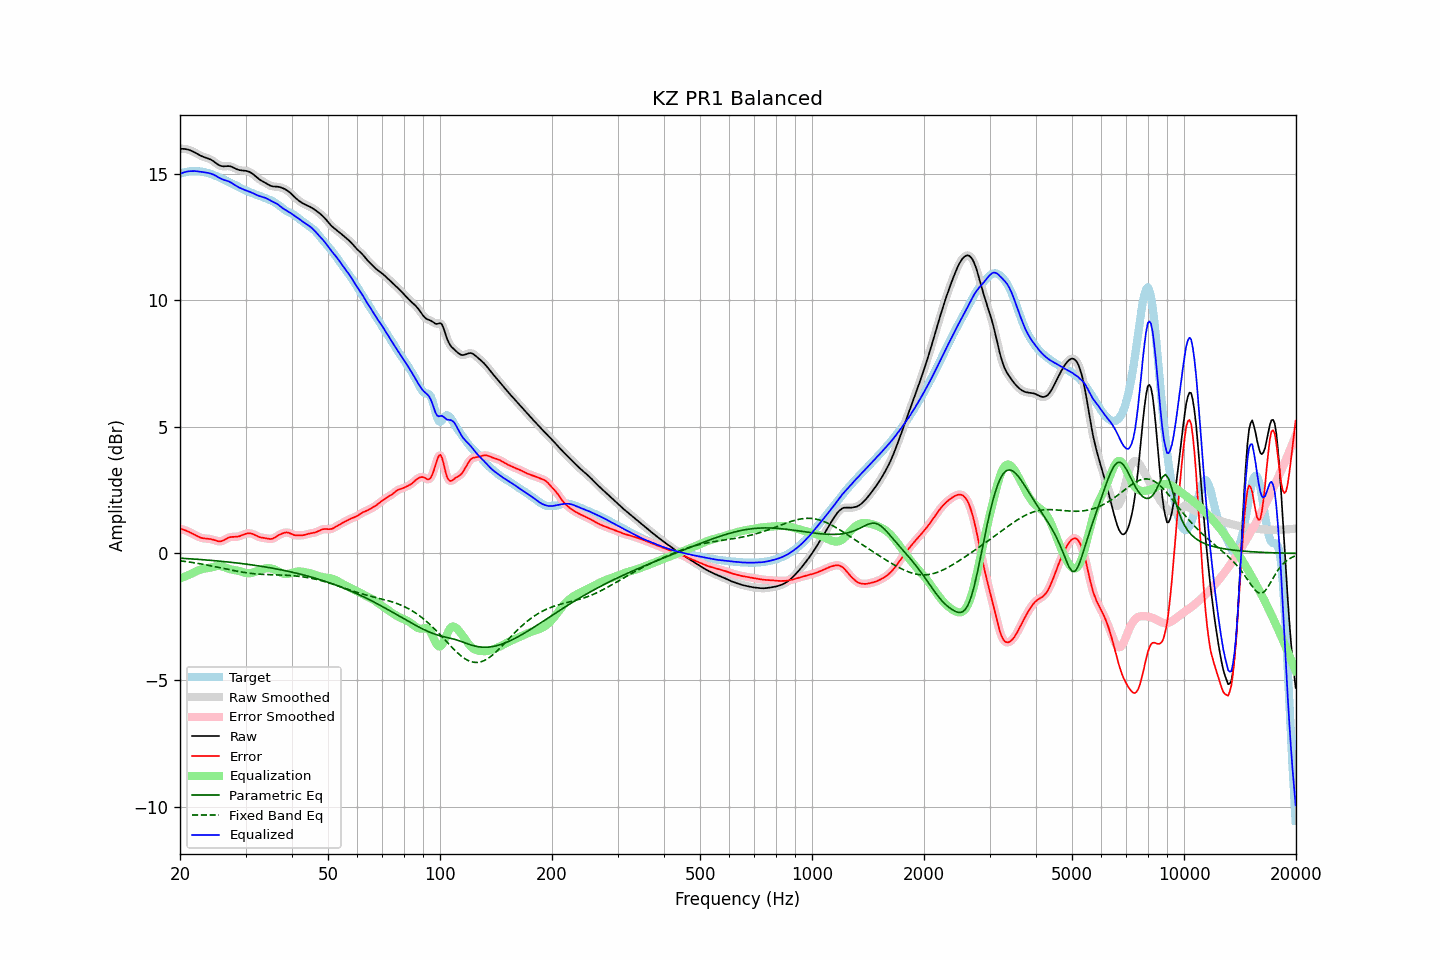 KZ PR1 Balanced
Amplitude (dBr)
15
10
5
0
−5
−10
Target
Raw Smoothed
Error Smoothed
Raw
Error
Equalization
Parametric Eq
Fixed Band Eq
Equalized
20 50 100 200 500 1000 2000 5000 10000 20000
Frequency (Hz)